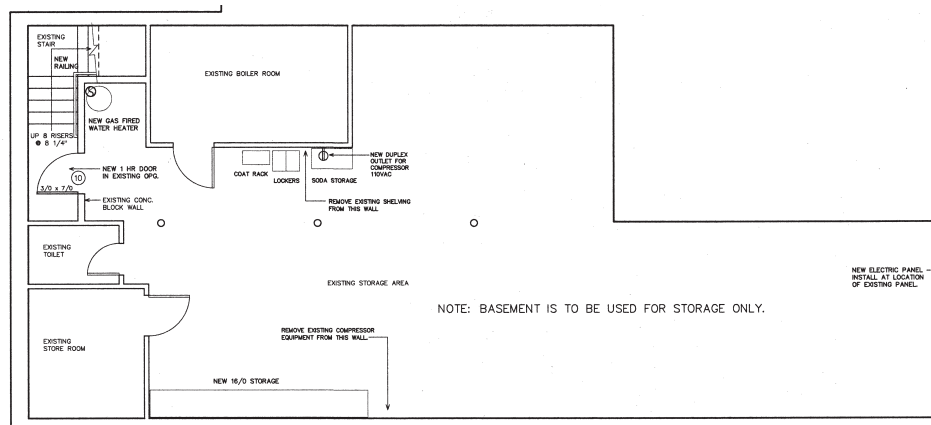 EXISTING
STAIR
NEW
RAILING
EXISTING BOILER ROOM
NEW GAS FIRED
WATER HEATER
UP 8 RISERS
@ 8 1/4"
NEW 1 HR DOOR
IN EXISTING OPG.
10
3/0 x 7/0
EXISTING CONC.
BLOCK WALL
COAT RACK
LOCKERS
SODA STORAGE
NEW DUPLEX
OUTLET FOR
COMPRESSOR
110VAC
REMOVE EXISTING SHELVING
FROM THIS WALL
EXISTING
TOILET
EXISTING STORAGE AREA
NEW ELECTRIC PANEL
INSTALL AT LOCATION
OF EXISTING PANEL.
NOTE: BASEMENT IS TO BE USED FOR STORAGE ONLY.
REMOVE EXISTING COMPRESSOR
EQUIPMENT FROM THIS WALL.
EXISTING
STORE ROOM
NEW 16/0 STORAGE